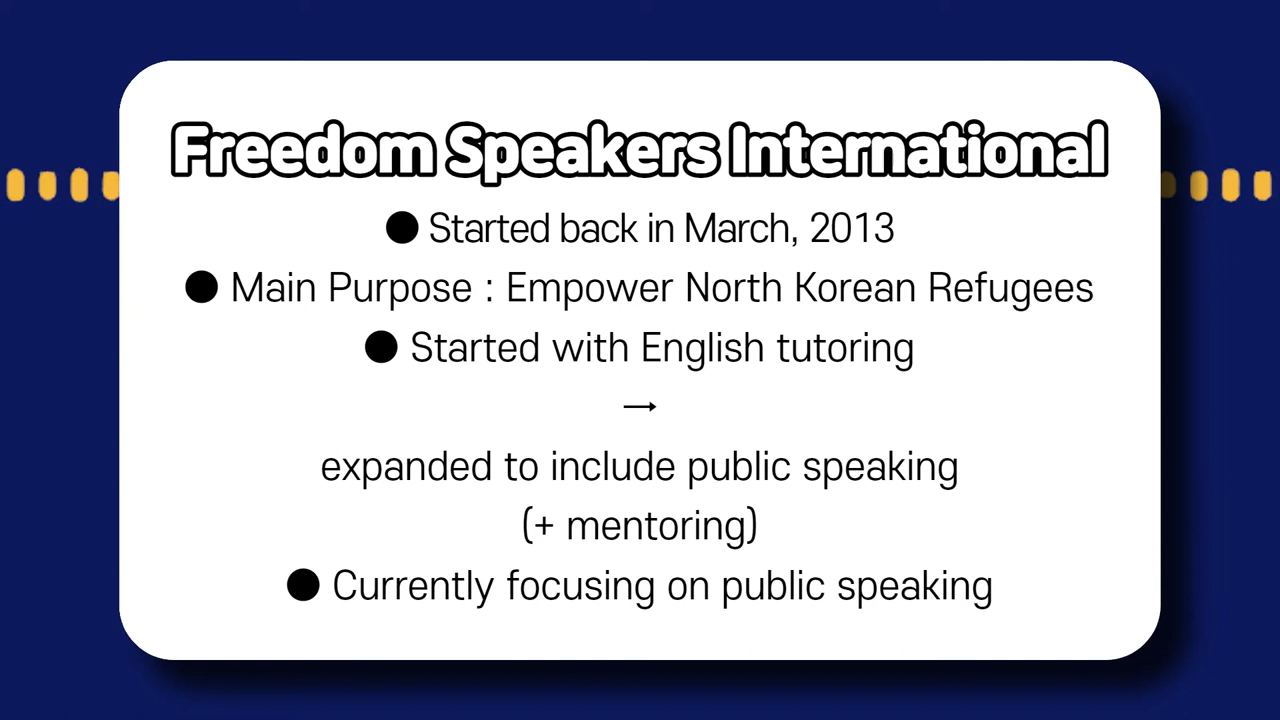 Freedom Speakers International
● Started back in March, 2013
● Main Purpose : Empower North Korean Refugees
● Started with English tutoring
→
expanded to include public speaking
(+ mentoring)
● Currently focusing on public speaking